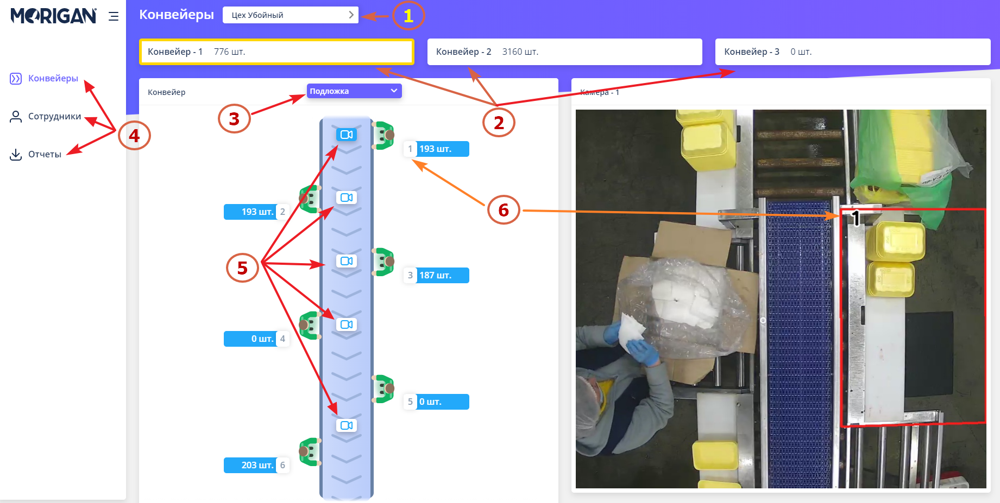 MORIGAN
Конвейеры
Сотрудники
Отчеты
4
Конвейеры
Цех Убойный
1
Конвейер - 1 776 шт.
Конвейер - 2 3160 шт.
Конвейер - 3 0 шт.
Конвейер
Подложка
3
2
1 193 шт.
193 шт. 2
6
5
3 187 шт.
0 шт. 4
5 0 шт.
203 шт. 6
Камера - 1
1